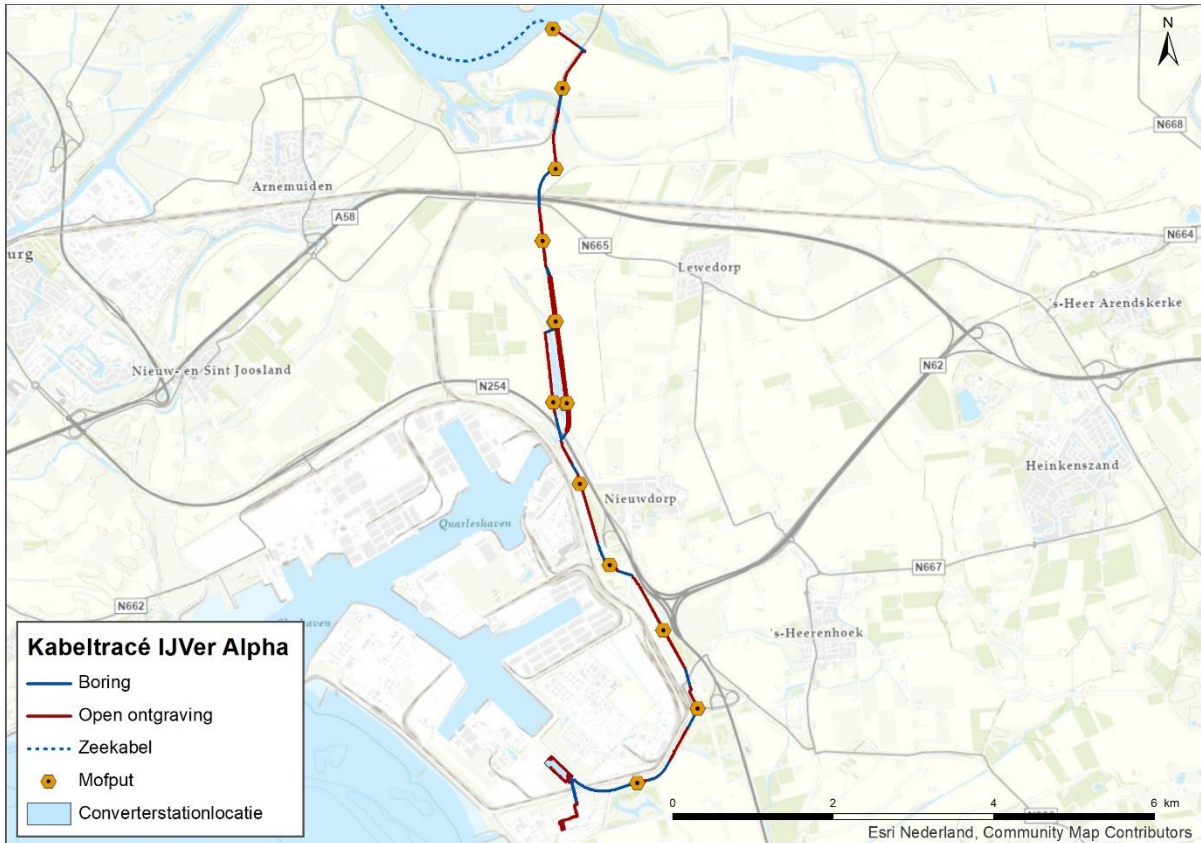 N
N668
Arnemuiden
A58
N664
urg
N665
Lewedorp
's-Heer Arendskerke
Nieuw- en Sint Joosland
N62
N254
Heinkenszand
Nieuwdorp
Quarleshaven
N667
N662
's-Heerenhoek
Kabeltracé IJVer Alpha
Boring
Open ontgraving
Zeekabel
Mofput
Converterstationlocatie
0 2 4 6 km
Esri Nederland, Community Map Contributors